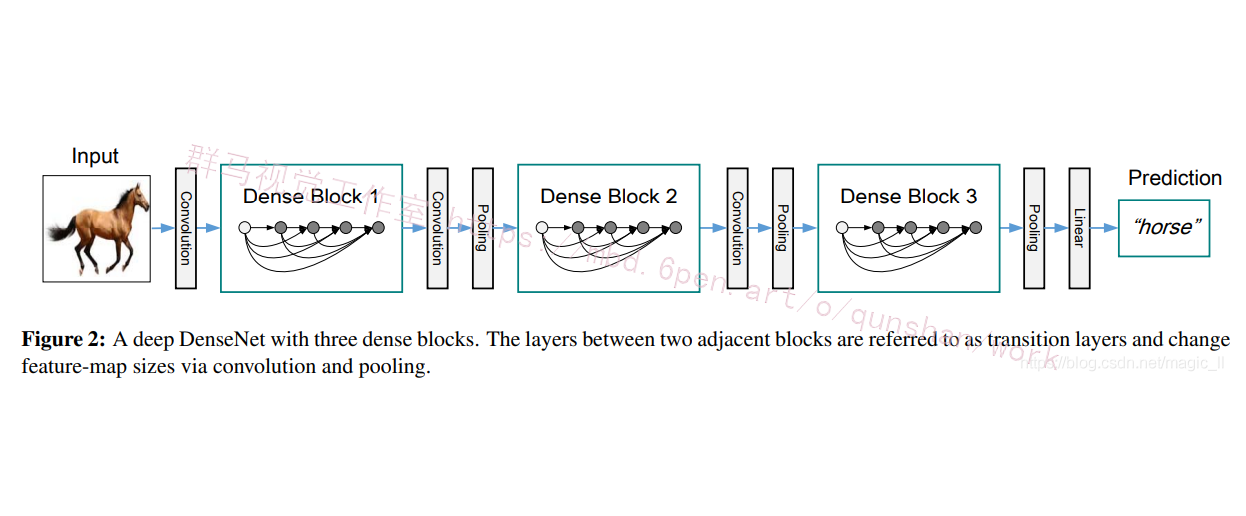 Input
Prediction
Convolution
Dense Block 1
Convolution
Pooling
Dense Block 2
Convolution
Pooling
Dense Block 3
Pooling
Linear
“horse”
群马视觉工作室 https://mbd.6pen.art/o/qunshan/work
Figure 2: A deep DenseNet with three dense blocks. The layers between two adjacent blocks are referred to as transition layers and change
feature-map sizes via convolution and pooling.
https://blog.csdn.net/magic_ll